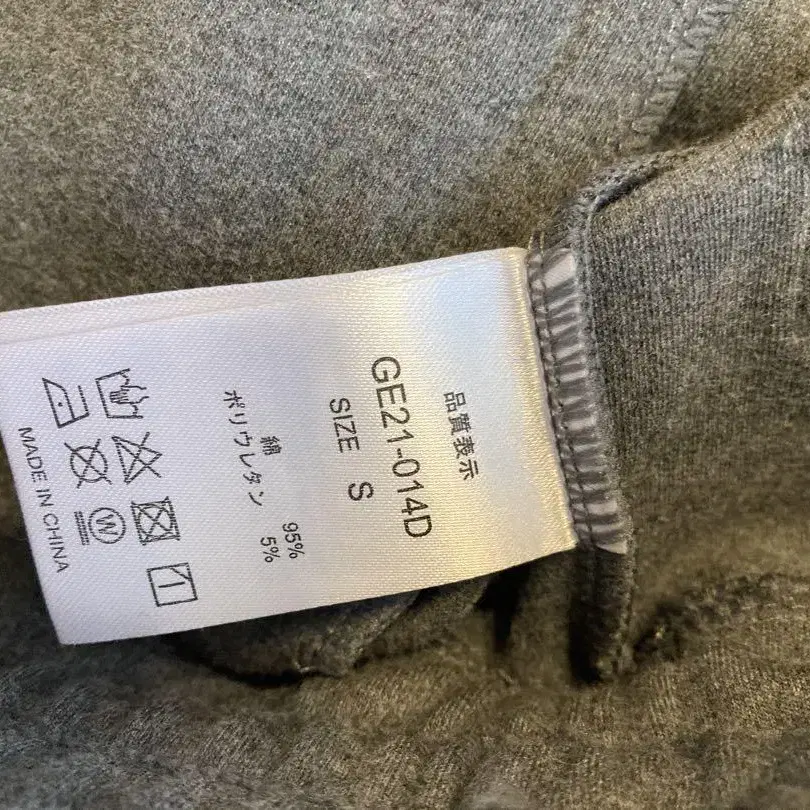 品質表示
GE21-014D
SIZE S
綿 95%
ポリウレタン 5%
W
MADE IN CHINA